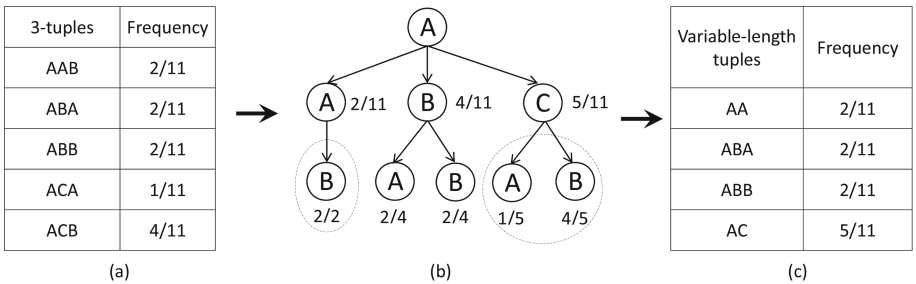 3-tuples Frequency
AAB 2/11
ABA 2/11
ABB 2/11
ACA 1/11
ACB 4/11
(a)
A
A 2/11 B 4/11 C 5/11
B A B A B
2/2 2/4 2/4 1/5 4/5
(b)
Variable-length
tuples
Frequency
AA 2/11
ABA 2/11
ABB 2/11
AC 5/11
(c)